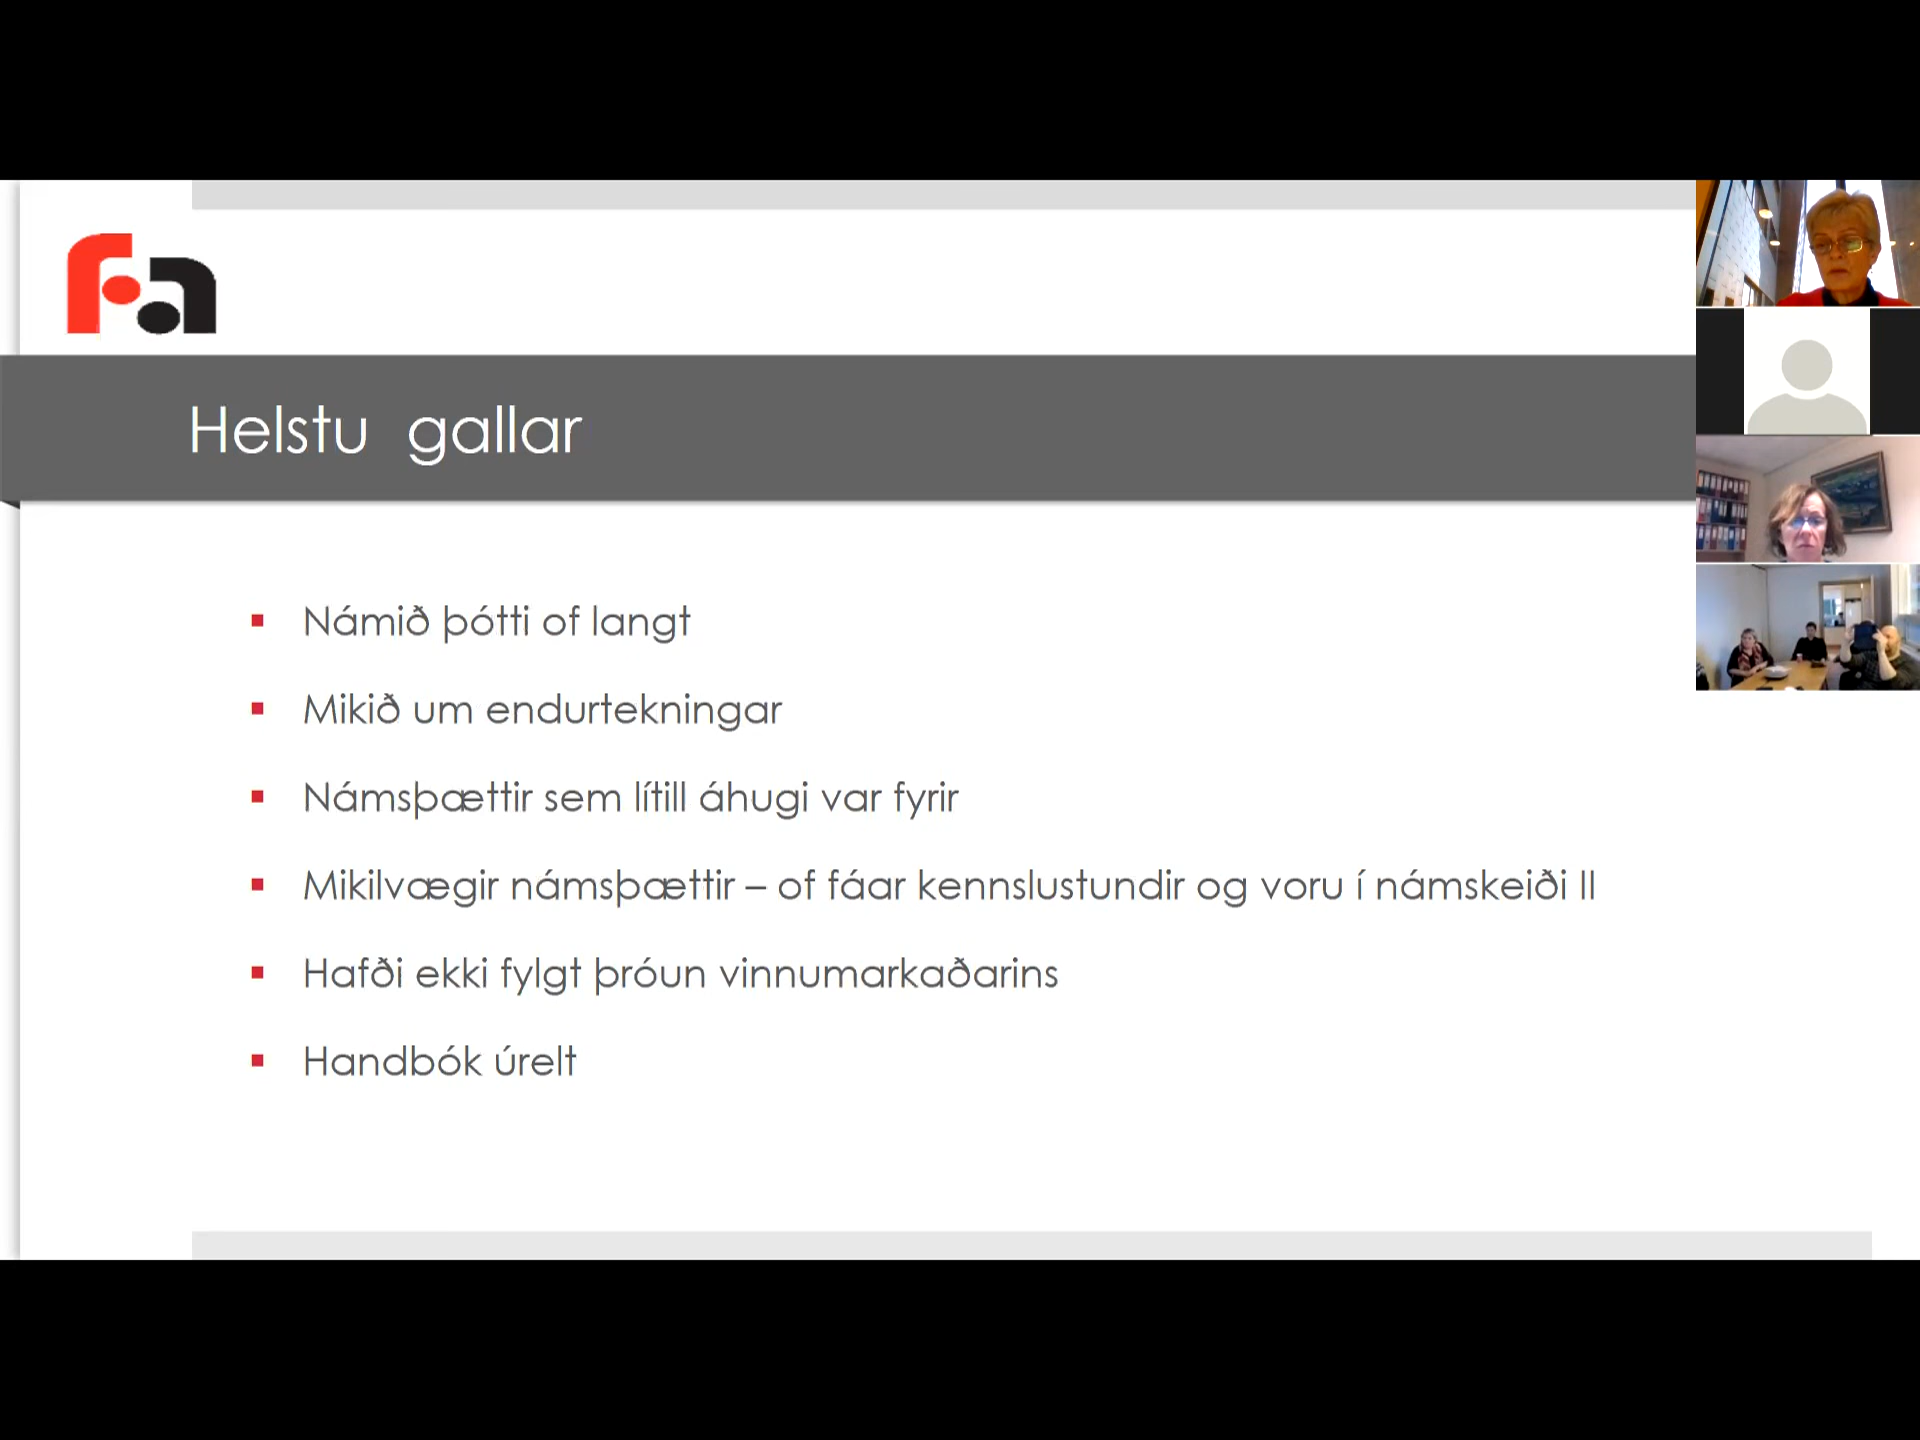 fa
Helstu gallar
Námið þótti of langt
Mikið um endurtekningar
Námsþættir sem lítill áhugi var fyrir
Mikilvægir námsþættir – of fáar kennslustundir og voru í námskeiði II
Hafði ekki fylgt þróun vinnumarkaðarins
Handbók úrelt